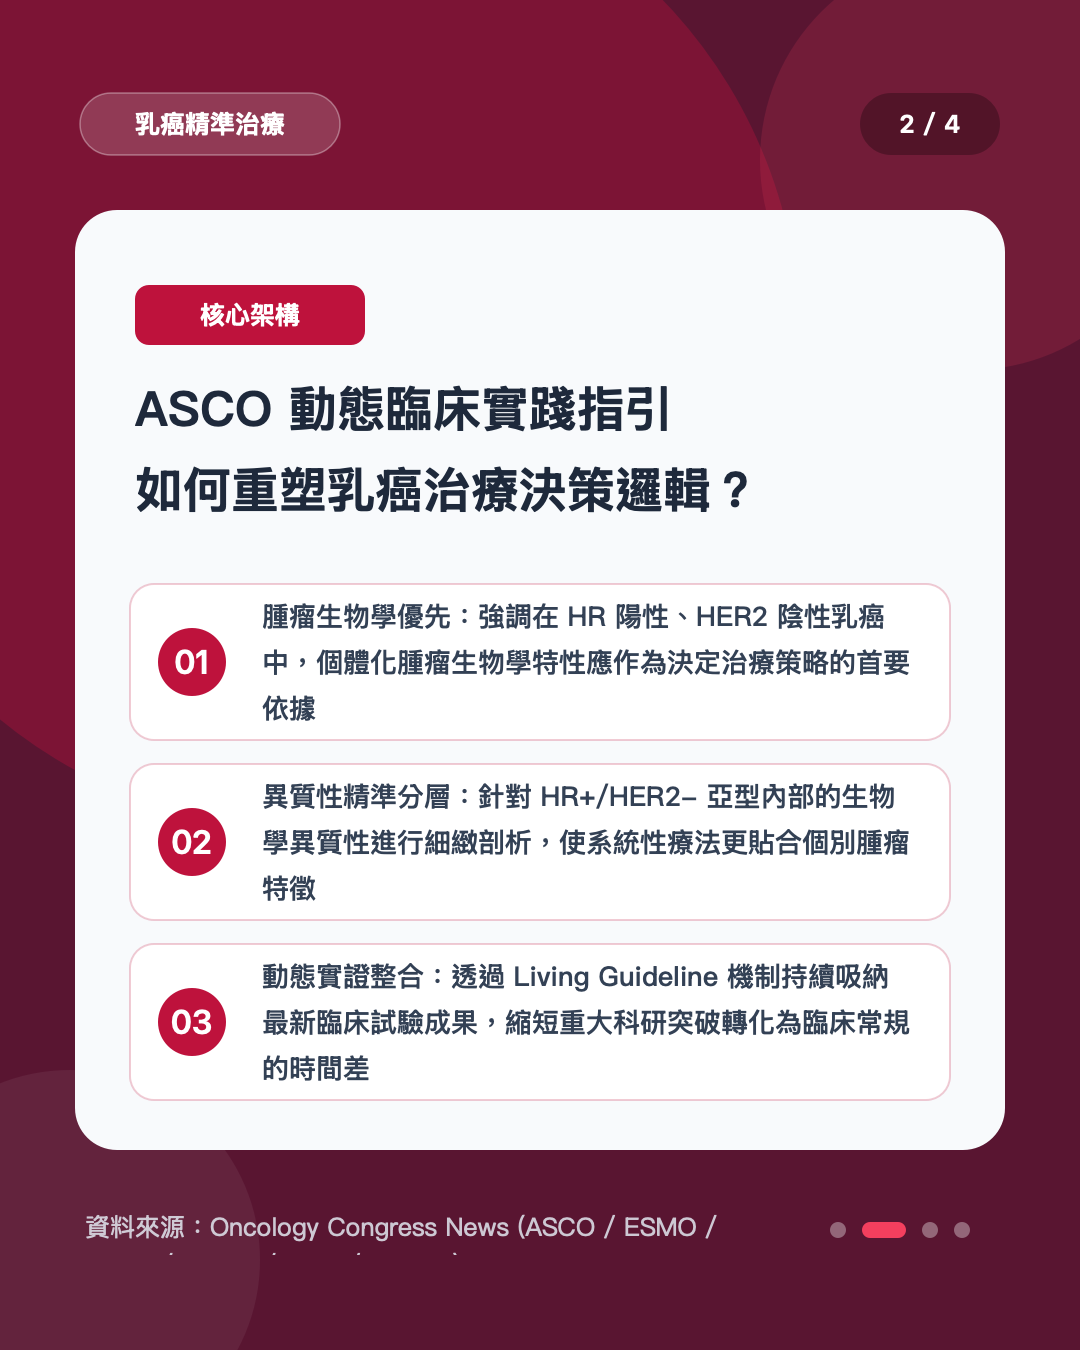 乳癌精準治療
2 / 4
核心架構
ASCO 動態臨床實踐指引
如何重塑乳癌治療決策邏輯？
01
腫瘤生物學優先：強調在 HR 陽性、HER2 陰性乳癌
中，個體化腫瘤生物學特性應作為決定治療策略的首要
依據
02
異質性精準分層：針對 HR+/HER2– 亞型內部的生物
學異質性進行細緻剖析，使系統性療法更貼合個別腫瘤
特徵
03
動態實證整合：透過 Living Guideline 機制持續吸納
最新臨床試驗成果，縮短重大科研突破轉化為臨床常規
的時間差
資料來源：Oncology Congress News (ASCO / ESMO /